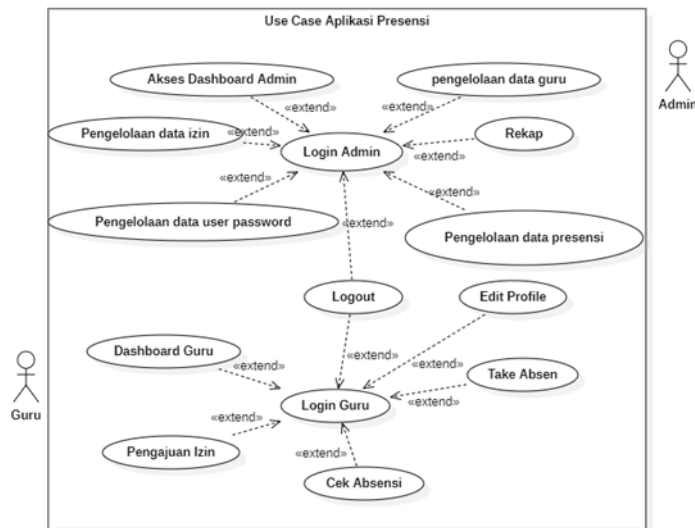 Use Case Aplikasi Presensi
Akses Dashboard Admin
pengelolaan data guru
Admin
«extend»
«extend»
Pengelolaan data izin
«extend»
Login Admin
«extend»
Rekap
«extend»
«extend»
Pengelolaan data user password
«extend»
Pengelolaan data presensi
Logout
Edit Profile
Dashboard Guru
«extend»
«extend»
«extend»
Take Absen
Guru
Login Guru
«extend»
«extend»
Pengajuan Izin
«extend»
Cek Absensi